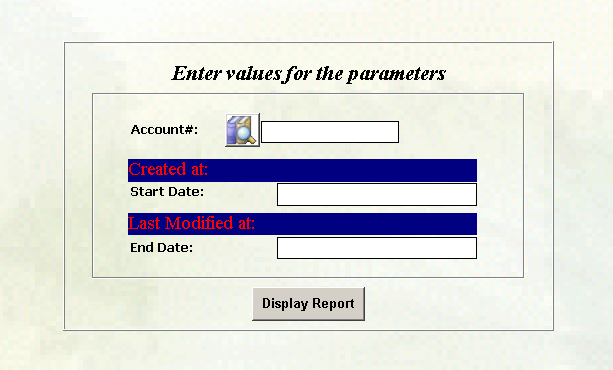 Enter values for the parameters
Account#:
Created at:
Start Date:
Last Modified at:
End Date:
Display Report